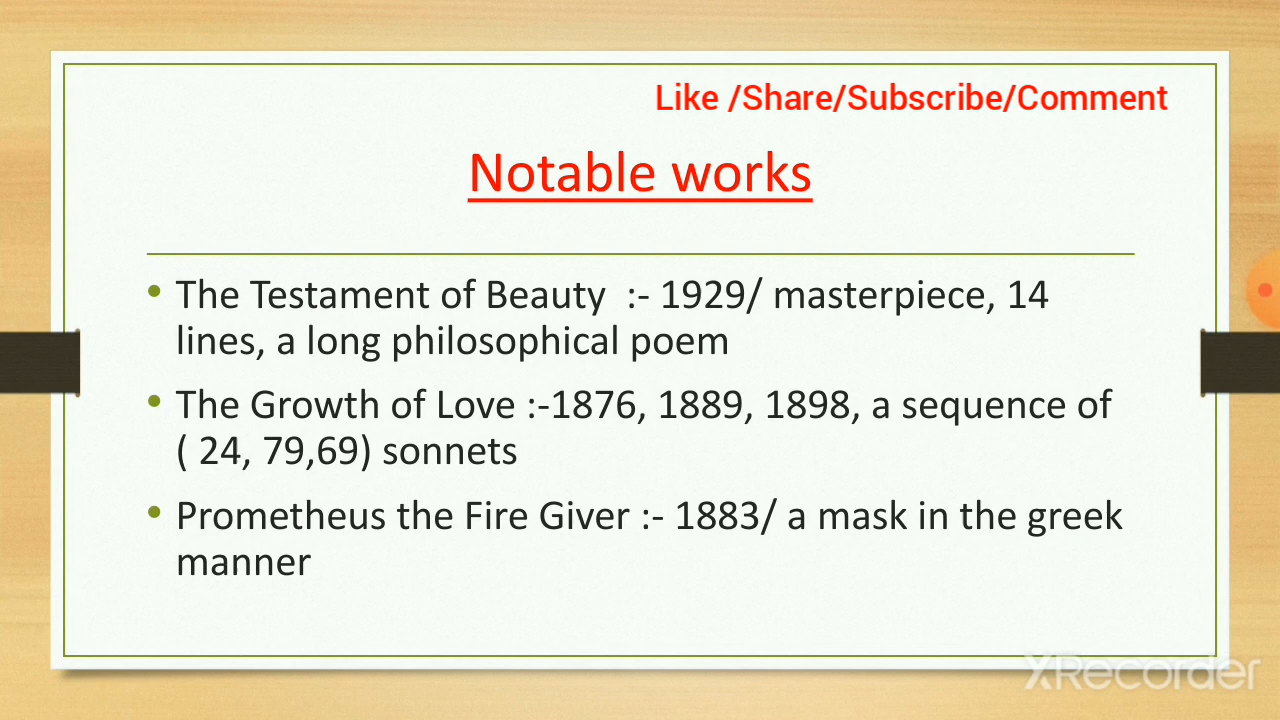 Like /Share/Subscribe/Comment
Notable works
• The Testament of Beauty :- 1929/ masterpiece, 14
lines, a long philosophical poem
• The Growth of Love :-1876, 1889, 1898, a sequence of
( 24, 79,69) sonnets
• Prometheus the Fire Giver :- 1883/ a mask in the greek
manner
XRecorder